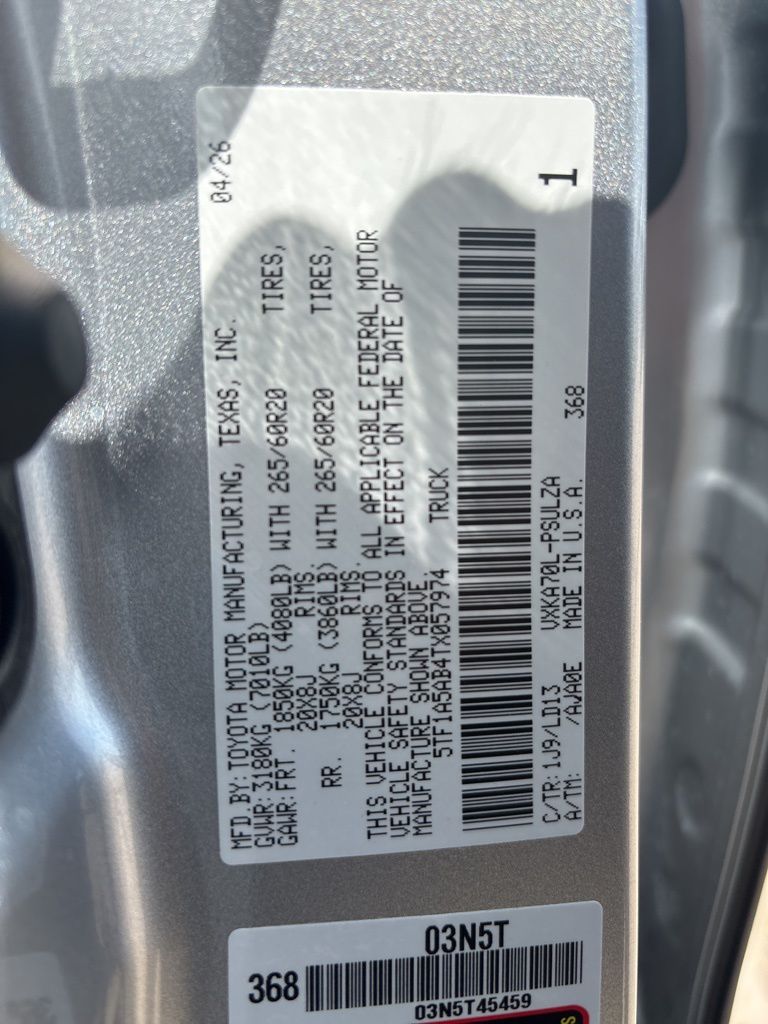 MFD BY: TOYOTA MOTOR MANUFACTURING, TEXAS, INC. 04/26
GVWR: 3180KG (7010LB)
GAWR: FRT. 1850KG (4080LB) WITH 265/60R20 TIRES,
20X8J RIMS
RR. 1750KG (3860LB) WITH 265/60R20 TIRES,
20X8J RIMS.
THIS VEHICLE CONFORMS TO ALL APPLICABLE FEDERAL MOTOR
VEHICLE SAFETY STANDARDS IN EFFECT ON THE DATE OF
MANUFACTURE SHOWN ABOVE.
5TF1A5AB4TX057974 TRUCK
C/TR: 1J9/LD13 VXKA70L-PSULZA 1
A/TM: /AJA0E MADE IN U.S.A. 368
03N5T
368
03N5T45459